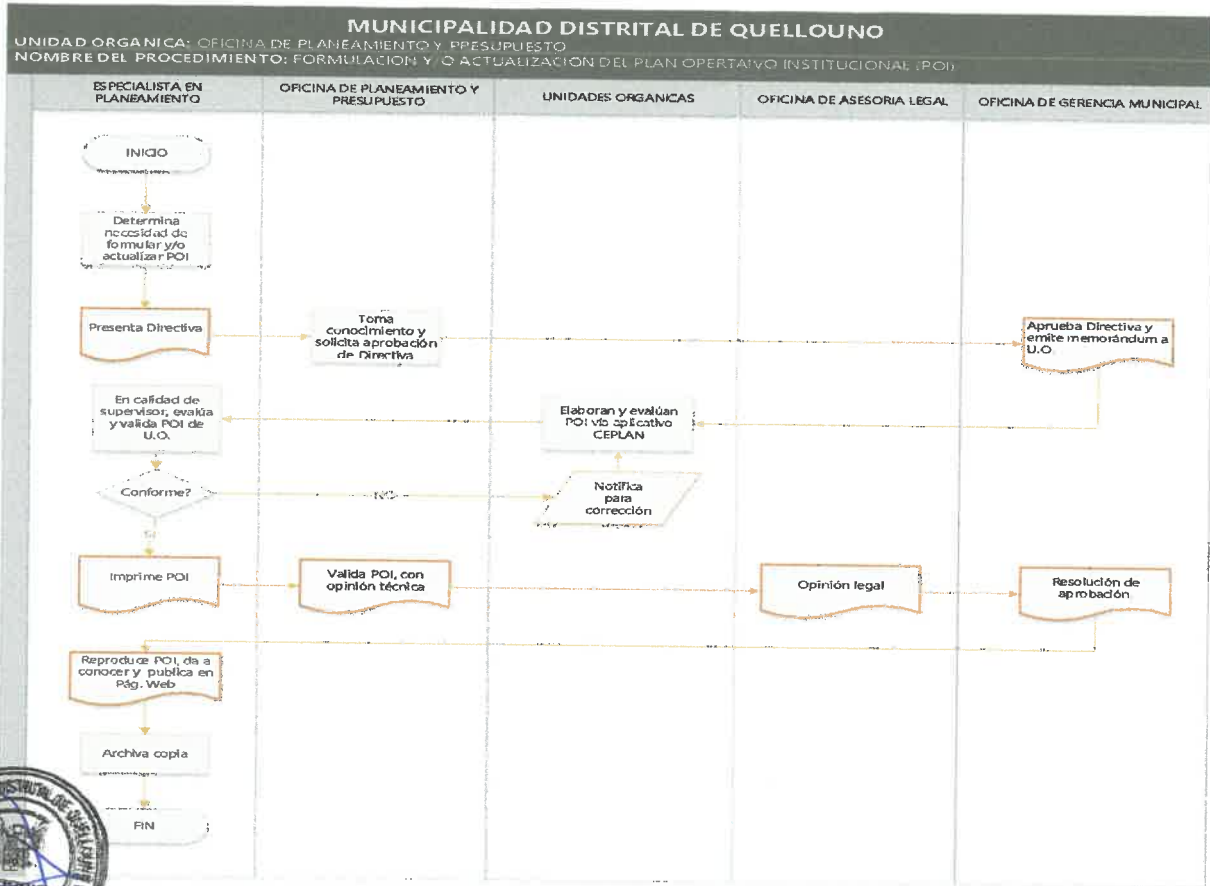 MUNICIPALIDAD DISTRITAL DE QUELLOUNO
UNIDAD ORGANICA: OFICINA DE PLANEAMIENTO Y PPESUPUESTO
NOMBRE DEL PROCEDIMIENTO: FORMULACION Y/O ACTUALIZACION DEL PLAN OPERTAIVO INSTITUCIONAL (POI)
ESPECIALISTA EN
PLANEAMIENTO
OFICINA DE PLANEAMIENTO Y
PRESUPUESTO
UNIDADES ORGANICAS
OFICINA DE ASESORIA LEGAL
OFICINA DE GERENCIA MUNICIPAL
INICIO
Determina
necesidad de
formular y/o
actualizar POI
Presenta Directiva
Toma
conocimiento y
solicita aprobación
de Directiva
Aprueba Directiva y
emite memorándum a
U.O.
En calidad de
supervisor, evalúa
y valida POI de
U.O.
Elaboran y evalúan
POI vía aplicativo
CEPLAN
Conforme?
NO
Notifica
para
corrección
SI
Imprime POI
Valida POI, con
opinión técnica
Opinión legal
Resolución de
aprobación
Reproduce POI, da a
conocer y publica en
Pág. Web
Archiva copia
FIN
DISTRITAL DE QUELLOUNO